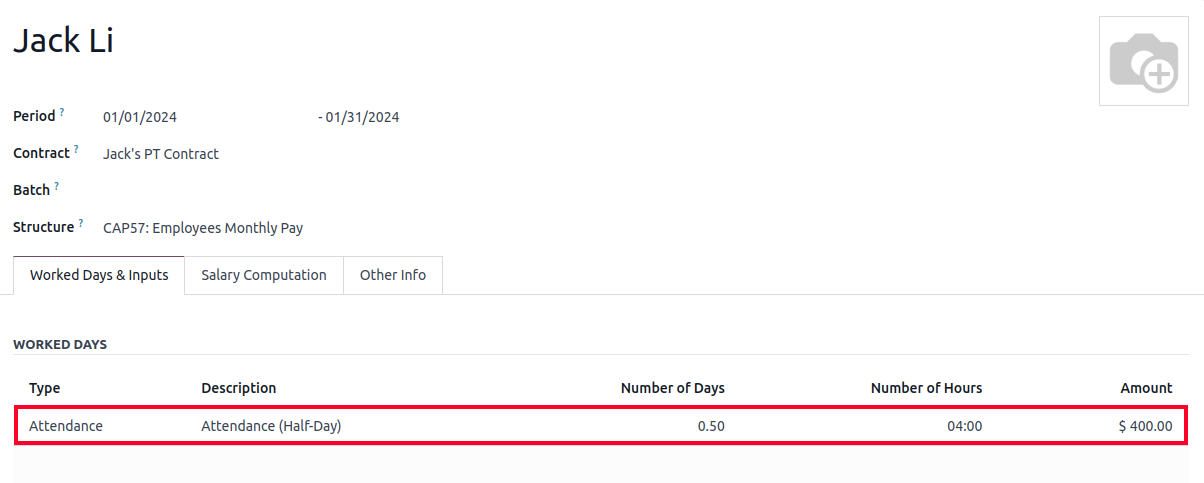 Jack Li
Period ? 01/01/2024 - 01/31/2024
Contract ? Jack's PT Contract
Batch ?
Structure ? CAP57: Employees Monthly Pay
Worked Days & Inputs Salary Computation Other Info
WORKED DAYS
Type Description Number of Days Number of Hours Amount
Attendance Attendance (Half-Day) 0.50 04:00 $ 400.00